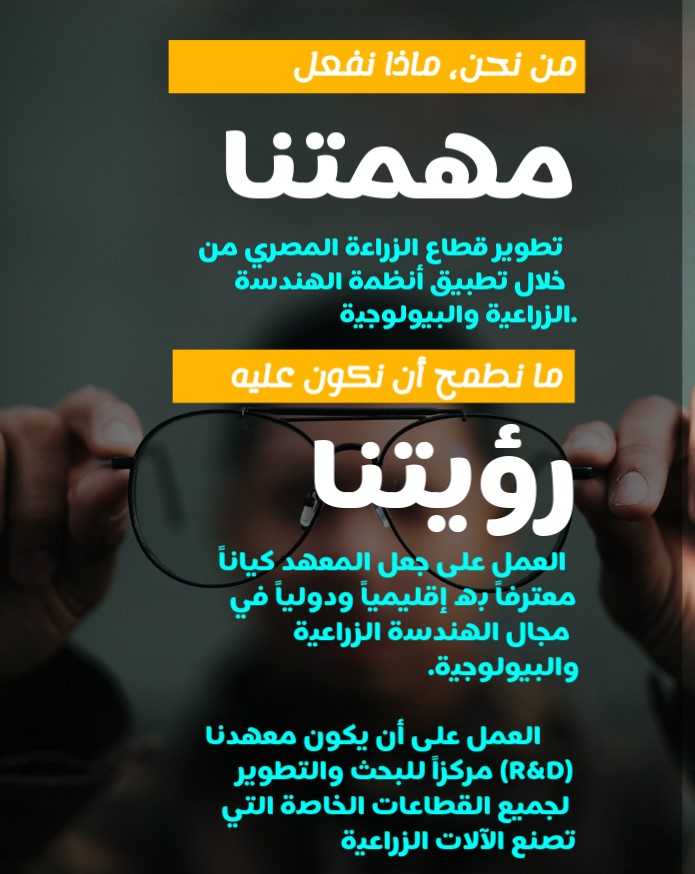 من نحن، ماذا نفعل
مهمتنا
تطوير قطاع الزراعة المصري من
خلال تطبيق أنظمة الهندسة
الزراعية والبيولوجية.
ما نطمح أن نكون عليه
رؤيتنا
العمل على جعل المعهد كياناً
معترفاً به إقليمياً ودولياً في
مجال الهندسة الزراعية
والبيولوجية.
العمل على أن يكون معهدنا
مركزاً للبحث والتطوير (R&D)
لجميع القطاعات الخاصة التي
تصنع الآلات الزراعية